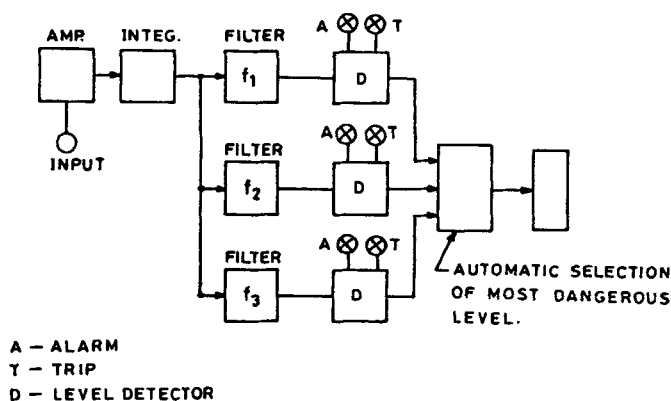 AMP. INTEG. FILTER A T
f1 D
INPUT
FILTER A T
f2 D
FILTER A T
f3 D
AUTOMATIC SELECTION
OF MOST DANGEROUS
LEVEL.
A – ALARM
T – TRIP
D – LEVEL DETECTOR